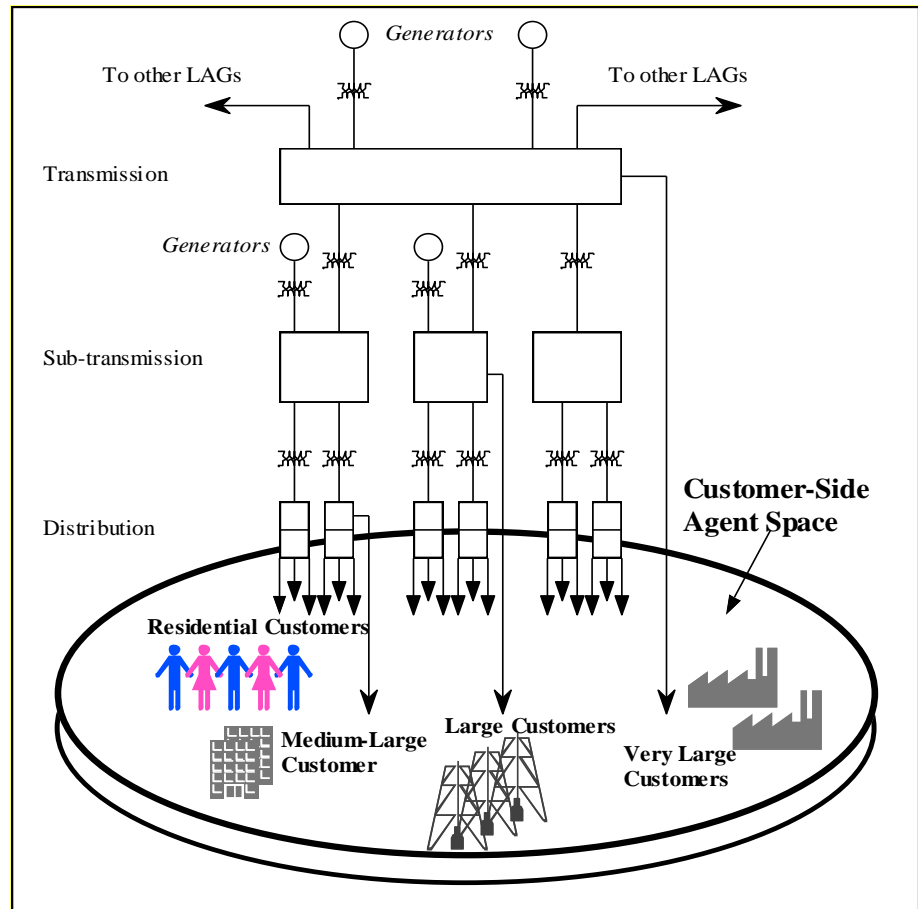 Generators
To other LAGs
To other LAGs
Transmission
Generators
Sub-transmission
Customer-Side
Agent Space
Distribution
Residential Customers
Medium-Large
Customer
Large Customers
Very Large
Customers